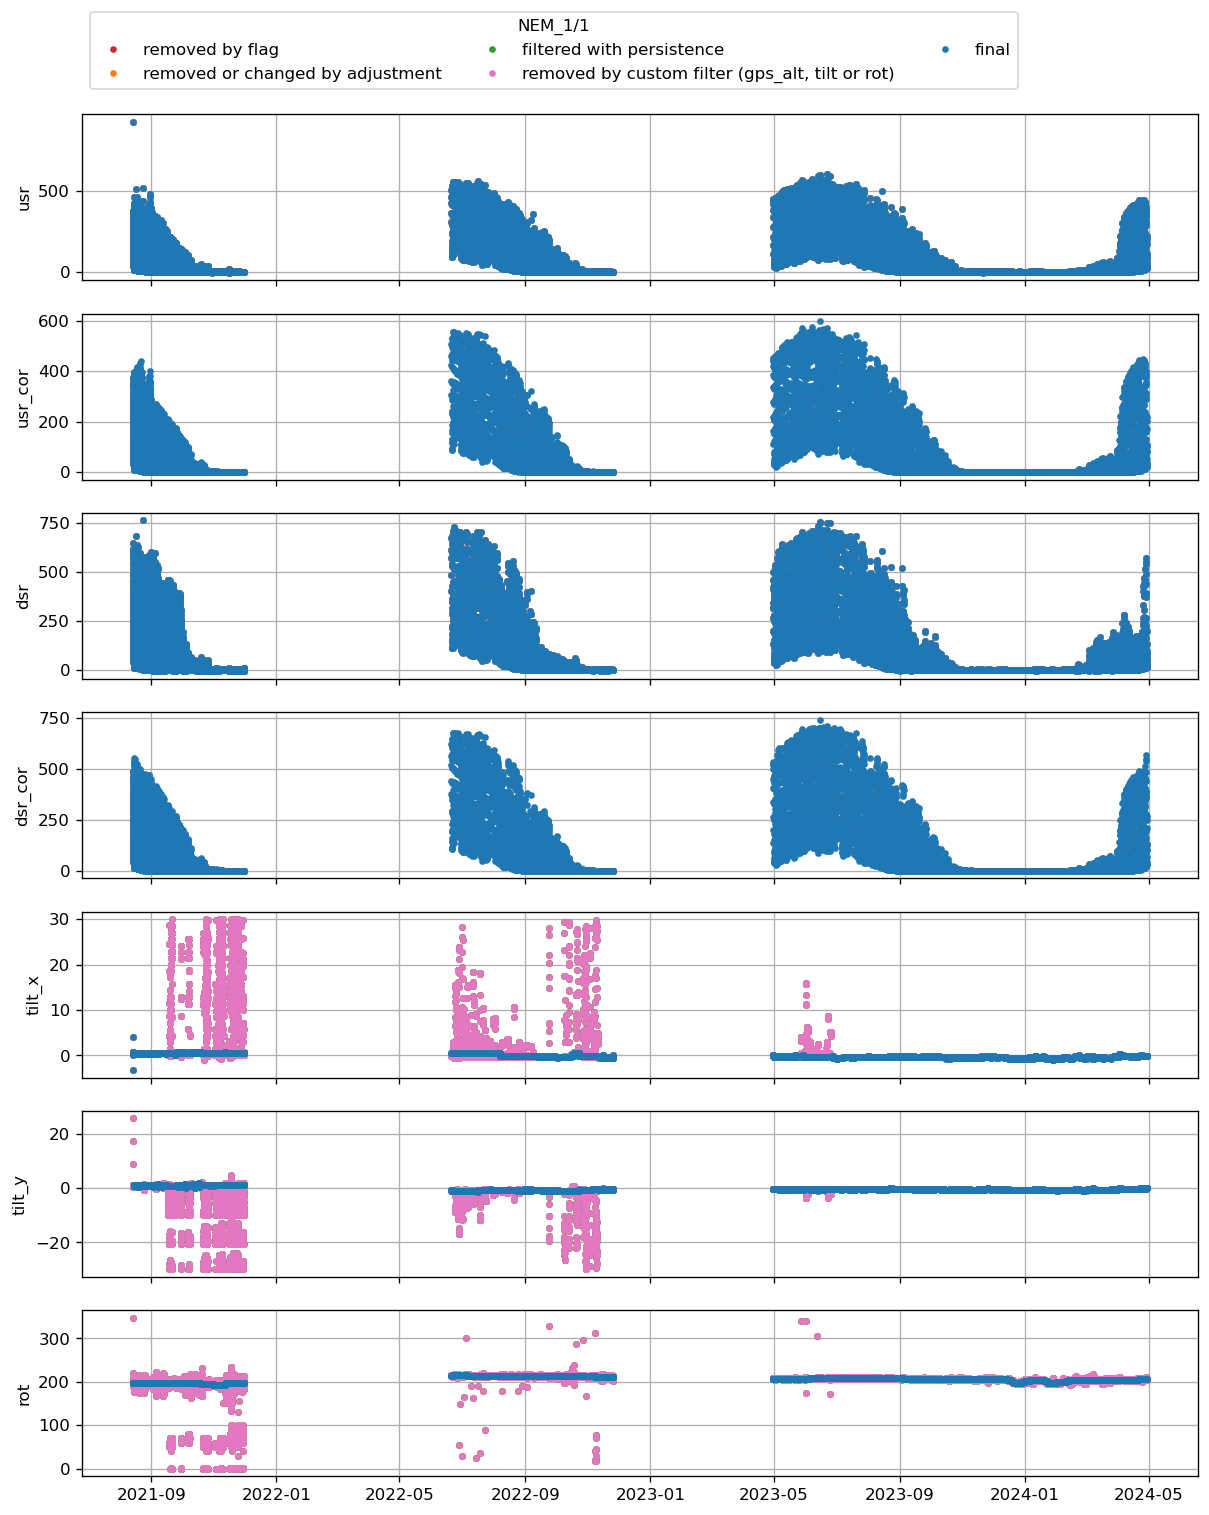 NEM_1/1
removed by flag
filtered with persistence
final
removed or changed by adjustment
removed by custom filter (gps_alt, tilt or rot)
usr
500
0
usr_cor
600
400
200
0
dsr
750
500
250
0
dsr_cor
750
500
250
0
tilt_x
30
20
10
0
tilt_y
20
0
−20
rot
300
200
100
0
2021-09 2022-01 2022-05 2022-09 2023-01 2023-05 2023-09 2024-01 2024-05